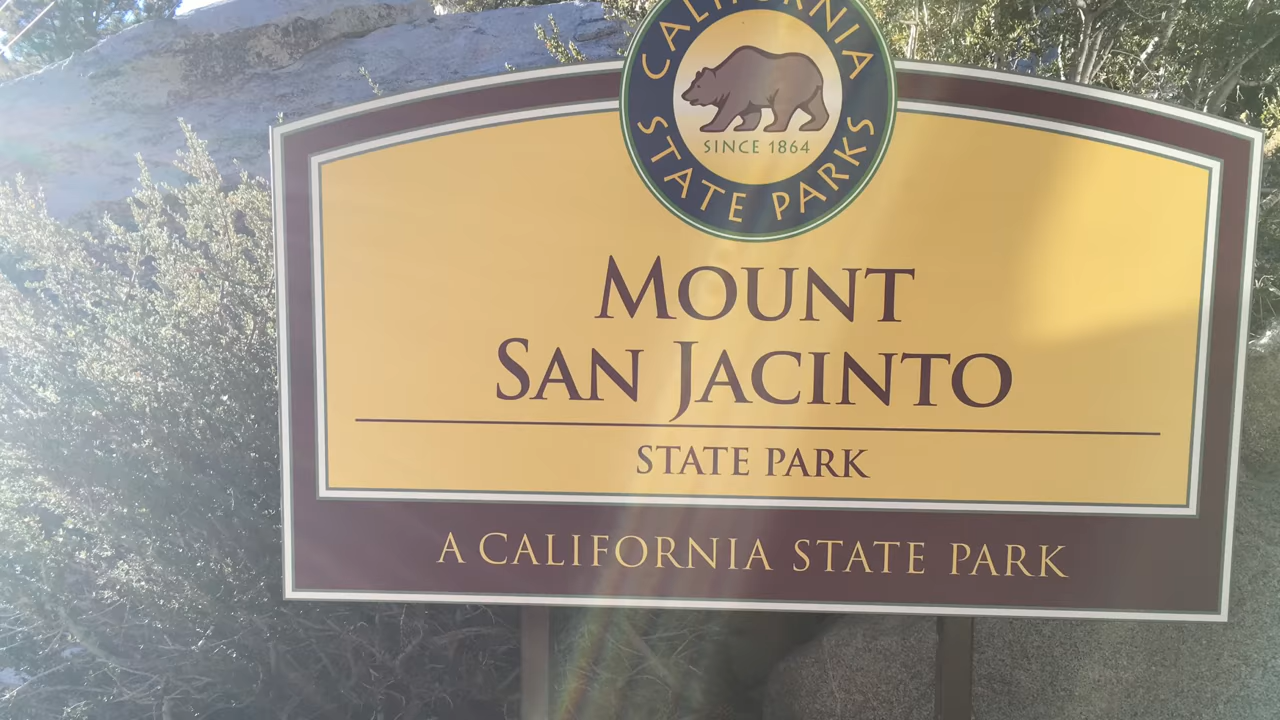 CALIFORNIA
SINCE 1864
STATE PARKS
MOUNT
SAN JACINTO
STATE PARK
A CALIFORNIA STATE PARK